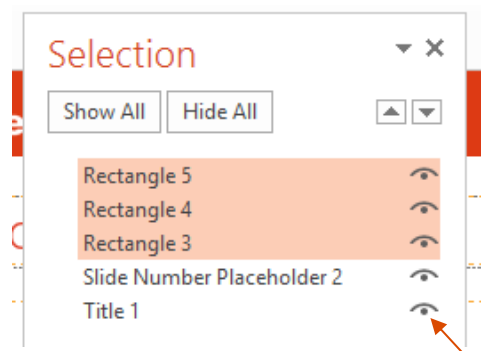 Selection
Show All
Hide All
Rectangle 5
Rectangle 4
Rectangle 3
Slide Number Placeholder 2
Title 1